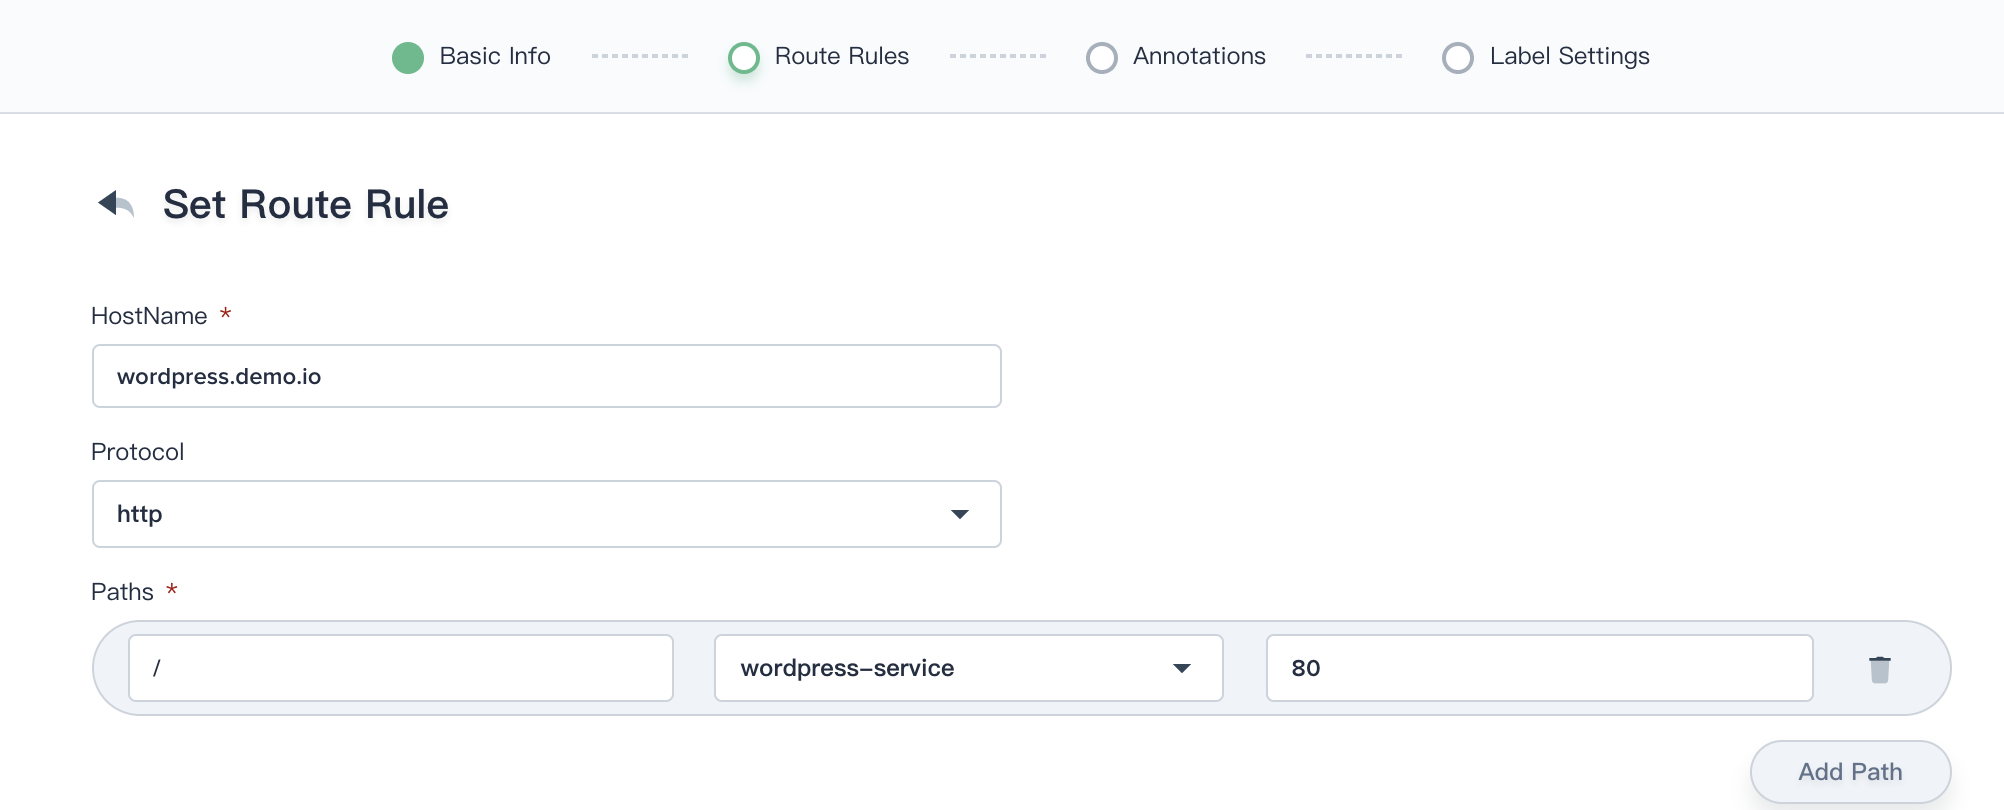 Basic Info Route Rules Annotations Label Settings
Set Route Rule
HostName *
wordpress.demo.io
Protocol
http
Paths *
/ wordpress-service 80
Add Path